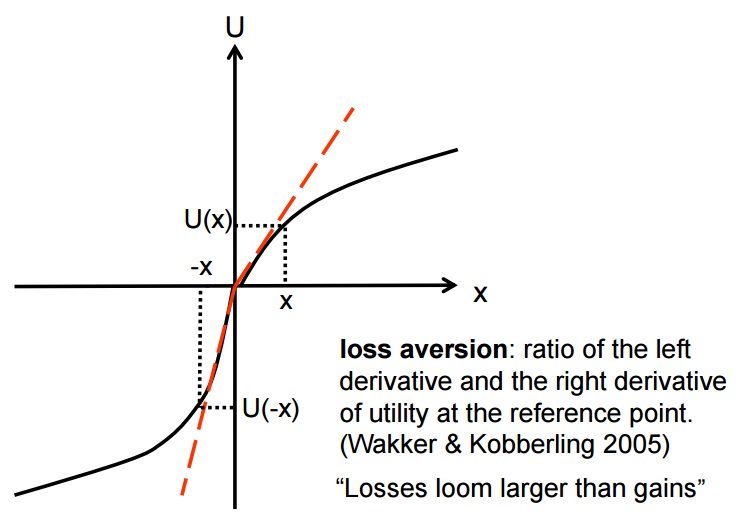 U
U(x)
-x
x
x
U(-x)
loss aversion: ratio of the left
derivative and the right derivative
of utility at the reference point.
(Wakker & Kobberling 2005)
“Losses loom larger than gains”